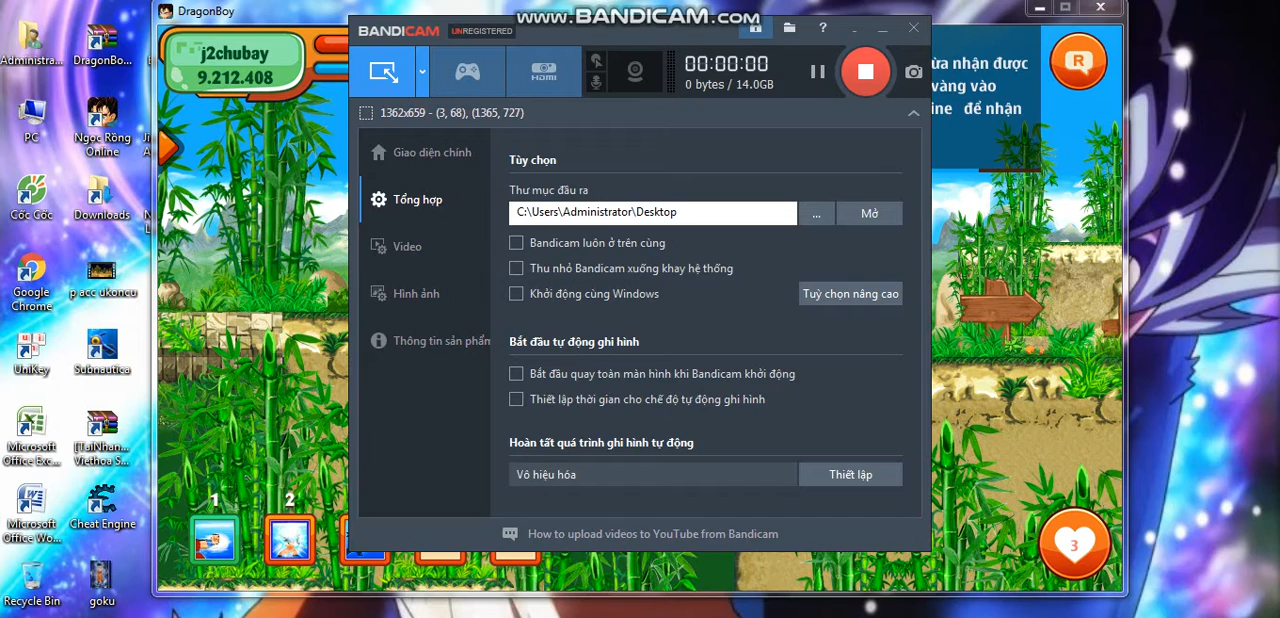 www.BANDICAM.com
DragonBoy
j2chubay
9.212.408
BANDICAM UNREGISTERED
?
HDMI
00:00:00
0 bytes / 14.0GB
1362x659 - (3, 68), (1365, 727)
Giao diện chính
Tổng hợp
Video
Hình ảnh
Thông tin sản phẩm
Tùy chọn
Thư mục đầu ra
C:\Users\Administrator\Desktop
...
Mở
Bandicam luôn ở trên cùng
Thu nhỏ Bandicam xuống khay hệ thống
Khởi động cùng Windows
Tuỳ chọn nâng cao
Bắt đầu tự động ghi hình
Bắt đầu quay toàn màn hình khi Bandicam khởi động
Thiết lập thời gian cho chế độ tự động ghi hình
Hoàn tất quá trình ghi hình tự động
Vô hiệu hóa
Thiết lập
How to upload videos to YouTube from Bandicam
ừa nhận được
vàng vào
ine để nhận
R
3
1
2
Administra...
DragonBo...
PC
Ngọc Rồng
Online
Cốc Cốc
Downloads
Google
Chrome
p acc ukoncu
UniKey
Subnautica
Microsoft
Office Exc...
[TaiNhan...
Viethoa S...
Microsoft
Office Wo...
Cheat Engine
Recycle Bin
goku